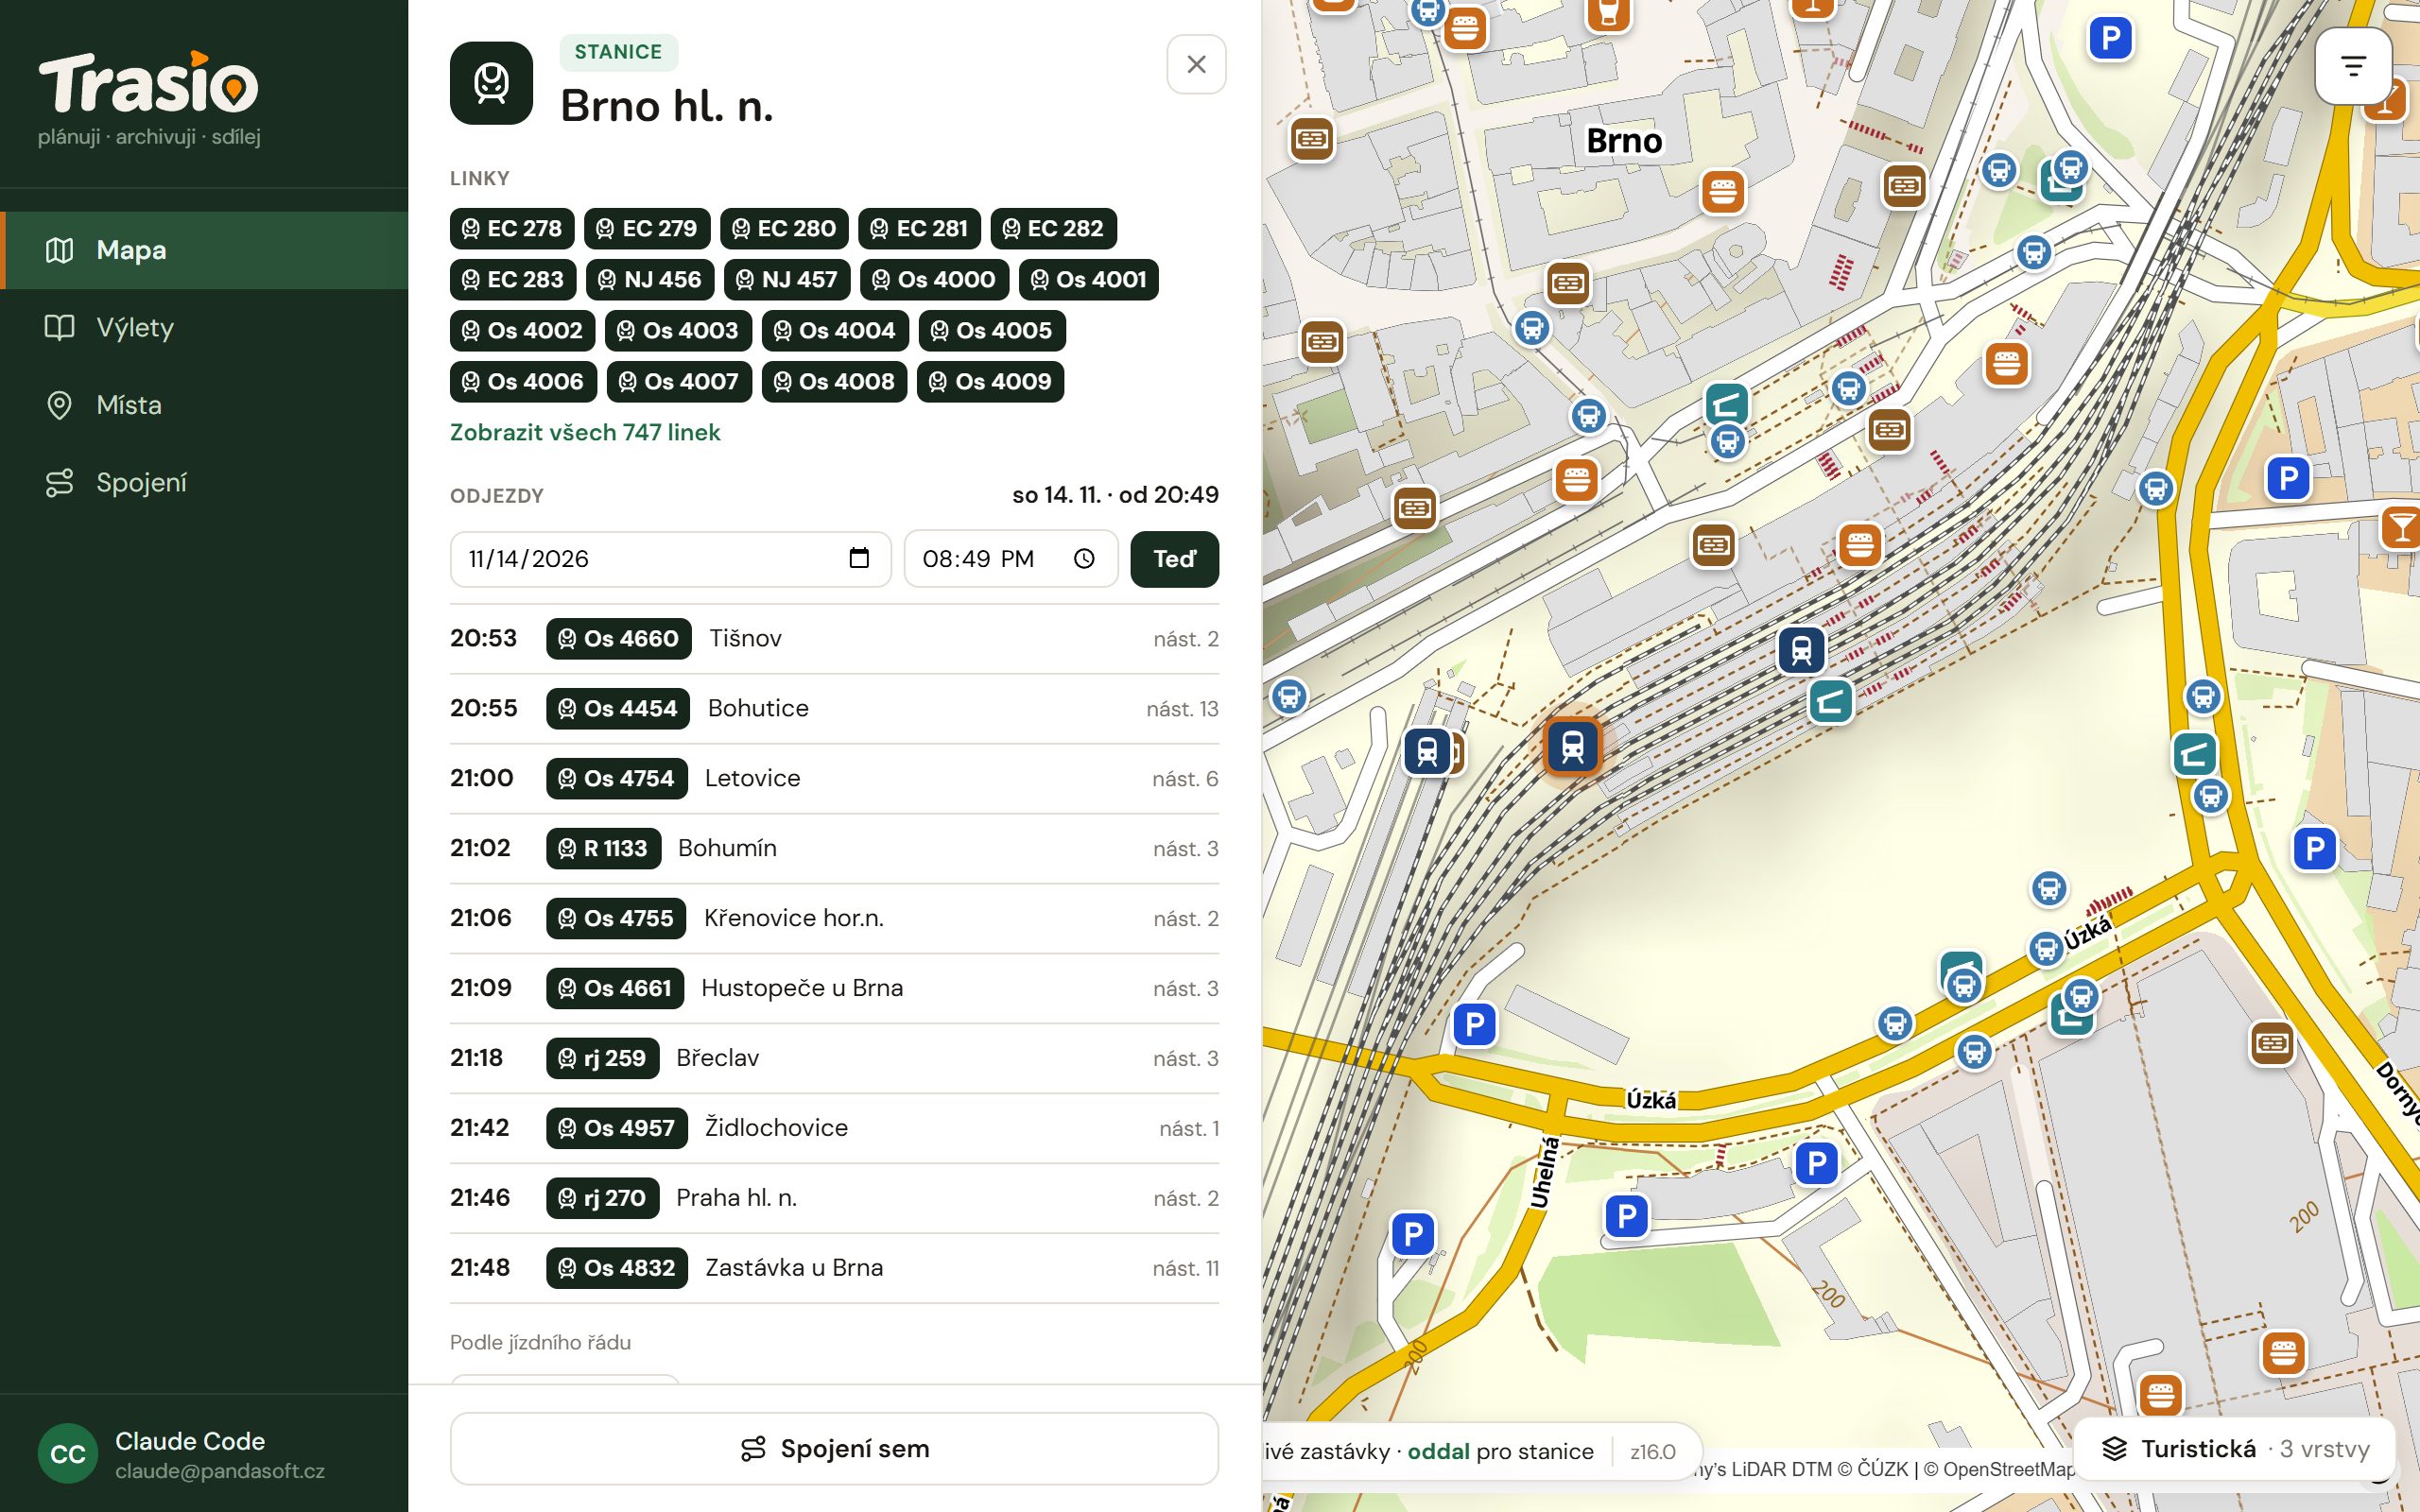 Trasio
plánuji · archivuji · sdílej
Mapa
Výlety
Místa
Spojení
CC
Claude Code
claude@pandasoft.cz
STANICE
Brno hl. n.
LINKY
EC 278 EC 279 EC 280 EC 281 EC 282
EC 283 NJ 456 NJ 457 Os 4000 Os 4001
Os 4002 Os 4003 Os 4004 Os 4005
Os 4006 Os 4007 Os 4008 Os 4009
Zobrazit všech 747 linek
ODJEZDY so 14. 11. · od 20:49
11/14/2026 08:49 PM Teď
20:53 Os 4660 Tišnov nást. 2
20:55 Os 4454 Bohutice nást. 13
21:00 Os 4754 Letovice nást. 6
21:02 R 1133 Bohumín nást. 3
21:06 Os 4755 Křenovice hor.n. nást. 2
21:09 Os 4661 Hustopeče u Brna nást. 3
21:18 rj 259 Břeclav nást. 3
21:42 Os 4957 Židlochovice nást. 1
21:46 rj 270 Praha hl. n. nást. 2
21:48 Os 4832 Zastávka u Brna nást. 11
Podle jízdního řádu
Spojení sem
P
Brno
P
P
Úzká
P
Úzká
Dornyc
Uhelná
P
P
P
200
200
200
ivé zastávky · oddal pro stanice z16.0
ny's LiDAR DTM © ČÚZK | © OpenStreetMap
Turistická · 3 vrstvy